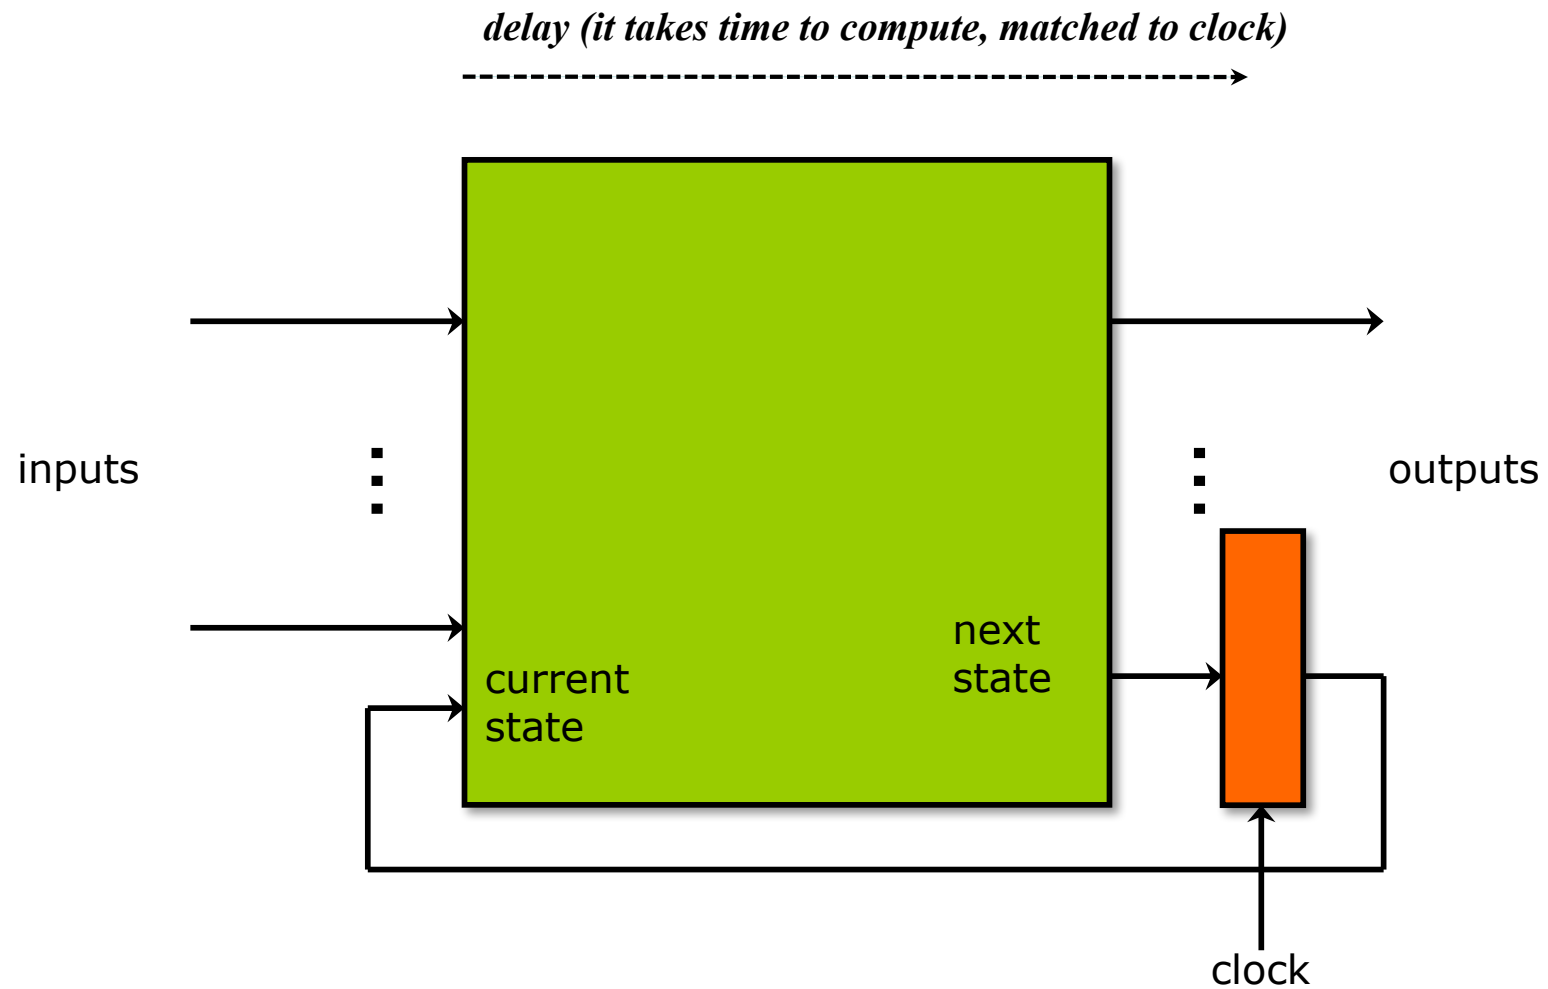 delay (it takes time to compute, matched to clock)
inputs
outputs
next
state
current
state
clock